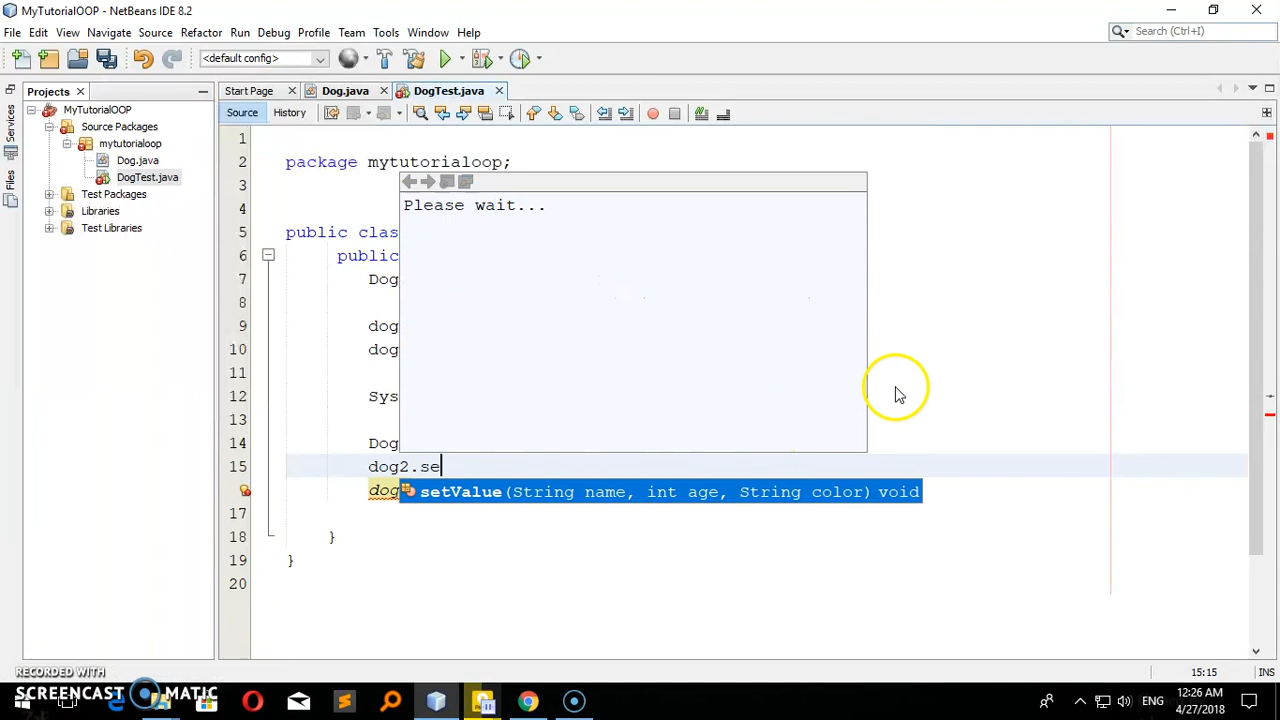 MyTutorialOOP - NetBeans IDE 8.2
File Edit View Navigate Source Refactor Run Debug Profile Team Tools Window Help
Search (Ctrl+I)
<default config>
Projects
Start Page
Dog.java
DogTest.java
Services
Files
MyTutorialOOP
Source Packages
mytutorialoop
Dog.java
DogTest.java
Test Packages
Libraries
Test Libraries
Source History
1
2 package mytutorialoop;
3
4
5 public clas
6 public
7 Dog
8
9 dog
10 dog
11
12 Sys
13
14 Dog
15 dog2.se
dog
17
18 }
19 }
20
Please wait...
setValue(String name, int age, String color) void
15:15
INS
RECORDED WITH
SCREENCAST MATIC
ENG
12:26 AM
4/27/2018